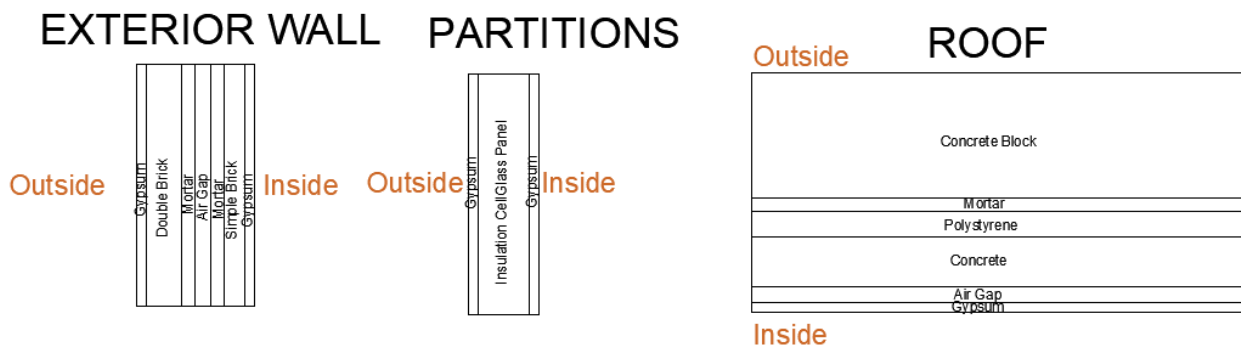 EXTERIOR WALL
Outside
Gypsum
Double Brick
Mortar
Air Gap
Mortar
Simple Brick
Gypsum
Inside
PARTITIONS
Outside
Gypsum
Insulation CellGlass Panel
Gypsum
Inside
ROOF
Outside
Concrete Block
Mortar
Polystyrene
Concrete
Air Gap
Gypsum
Inside